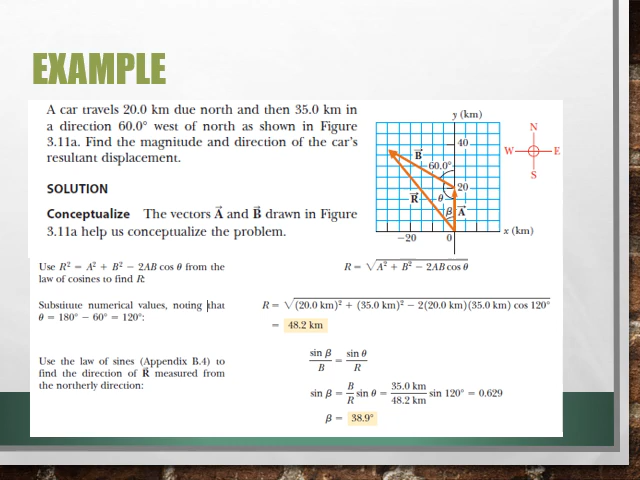 EXAMPLE
A car travels 20.0 km due north and then 35.0 km in
a direction 60.0° west of north as shown in Figure
3.11a. Find the magnitude and direction of the car's
resultant displacement.
SOLUTION
Conceptualize The vectors A⃗ and B⃗ drawn in Figure
3.11a help us conceptualize the problem.
y (km)
40
B⃗
60.0°
20
R⃗
θ
β
A⃗
-20
0
x (km)
N
W
E
S
Use R² = A² + B² − 2AB cos θ from the
law of cosines to find R:
R = √(A² + B² − 2AB cos θ)
Substitute numerical values, noting that
θ = 180° − 60° = 120°:
R = √((20.0 km)² + (35.0 km)² − 2(20.0 km)(35.0 km) cos 120°)
= 48.2 km
Use the law of sines (Appendix B.4) to
find the direction of R⃗ measured from
the northerly direction:
sin β / B = sin θ / R
sin β = B/R sin θ = 35.0 km/48.2 km sin 120° = 0.629
β = 38.9°